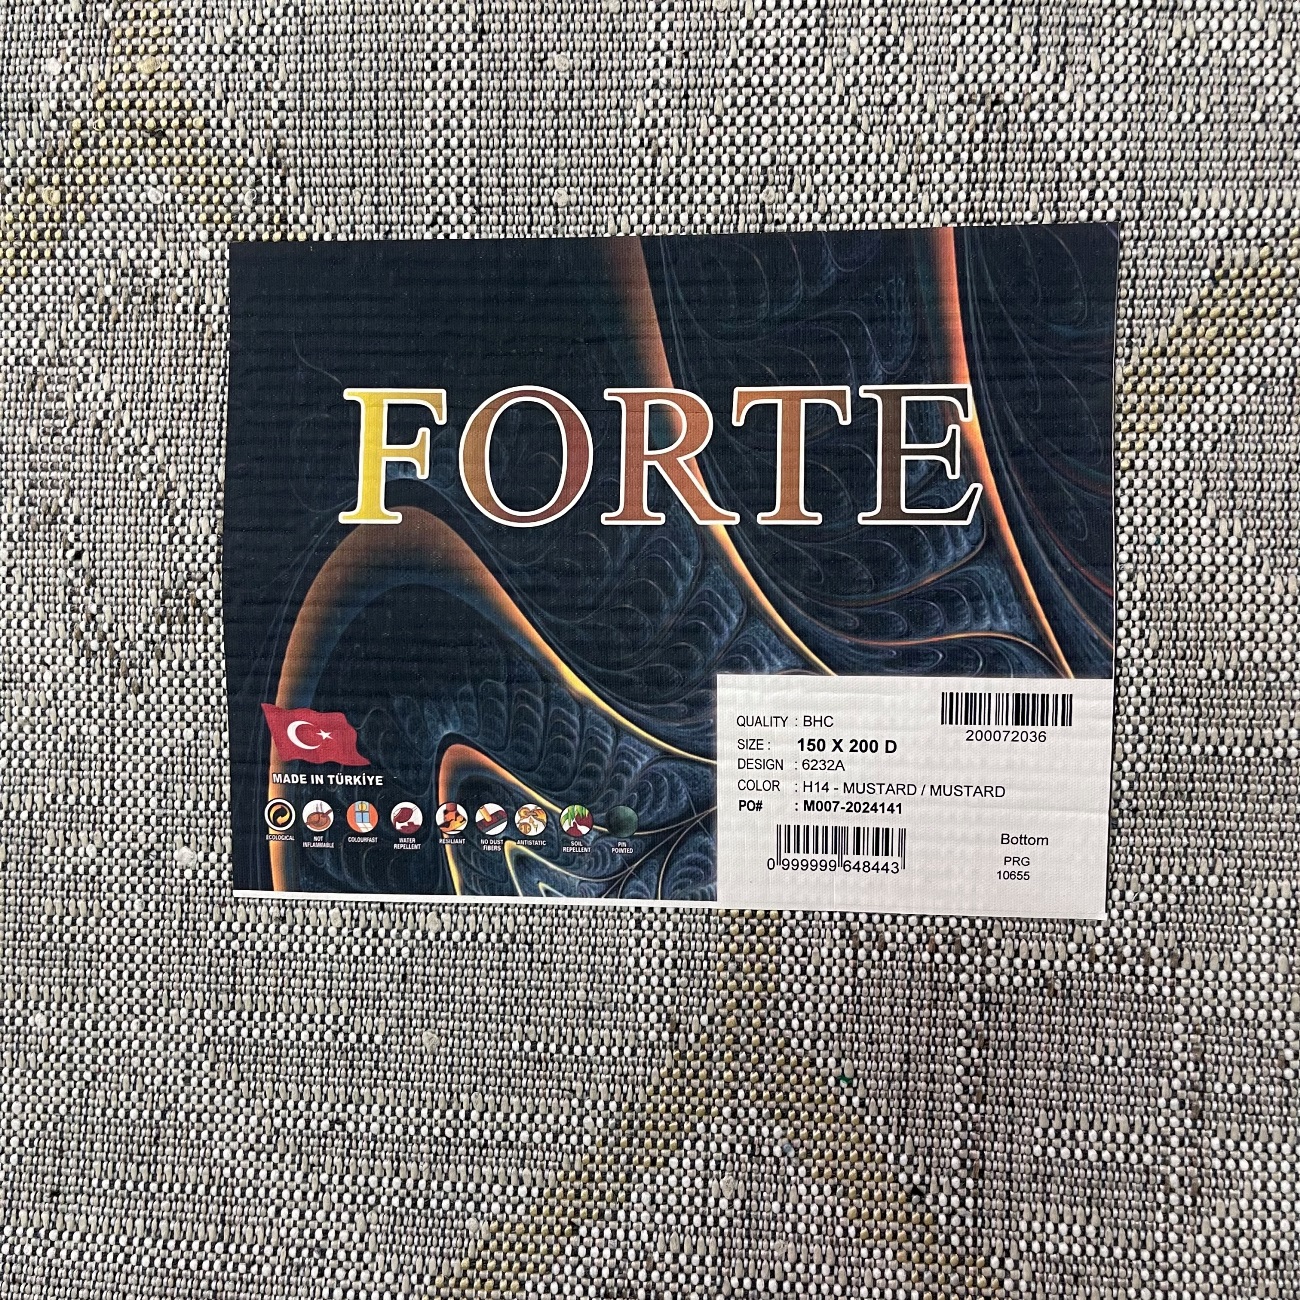 FORTE
MADE IN TÜRKİYE
ECOLOGICAL
NOT INFLAMMABLE
COLOURFAST
WATER REPELLENT
RESILIANT
NO DUST FIBERS
ANTISTATIC
SOIL REPELLENT
PIN POINTED
QUALITY : BHC
200072036
SIZE : 150 X 200 D
DESIGN : 6232A
COLOR : H14 - MUSTARD / MUSTARD
PO# : M007-2024141
0 999999 648443
Bottom
PRG
10655